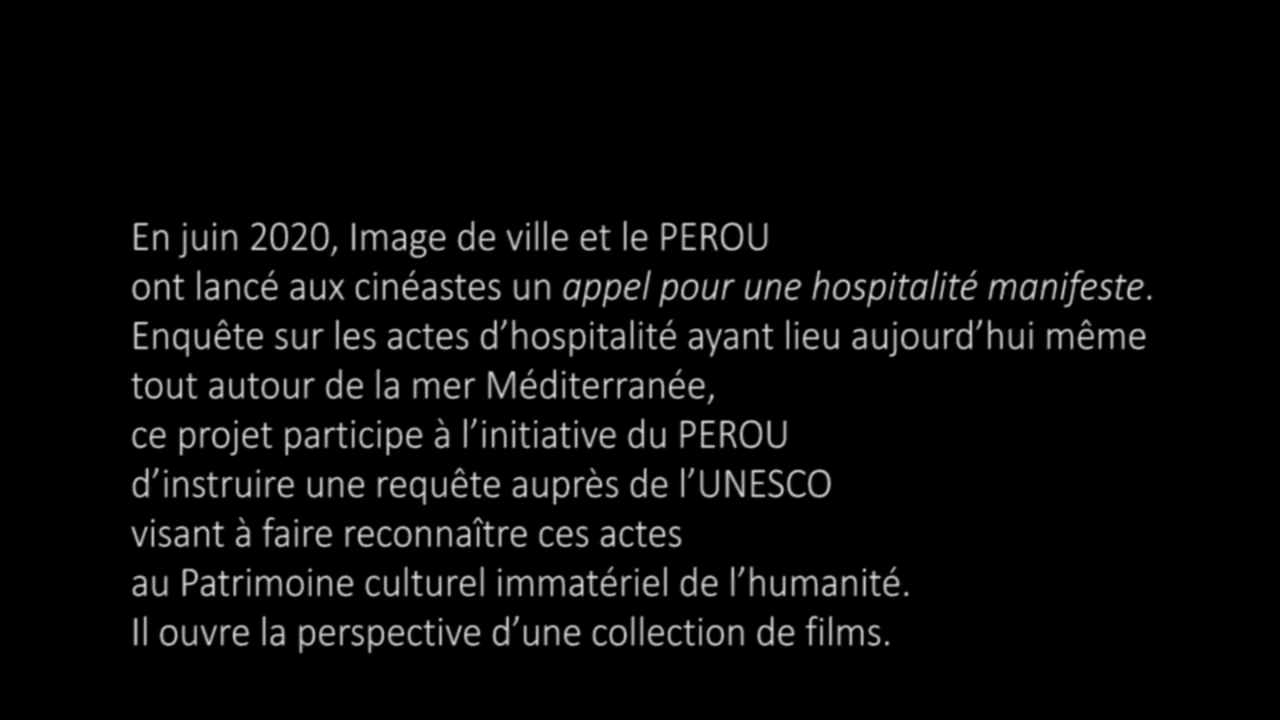 En juin 2020, Image de ville et le PEROU
ont lancé aux cinéastes un appel pour une hospitalité manifeste.
Enquête sur les actes d’hospitalité ayant lieu aujourd’hui même
tout autour de la mer Méditerranée,
ce projet participe à l’initiative du PEROU
d’instruire une requête auprès de l’UNESCO
visant à faire reconnaître ces actes
au Patrimoine culturel immatériel de l’humanité.
Il ouvre la perspective d’une collection de films.